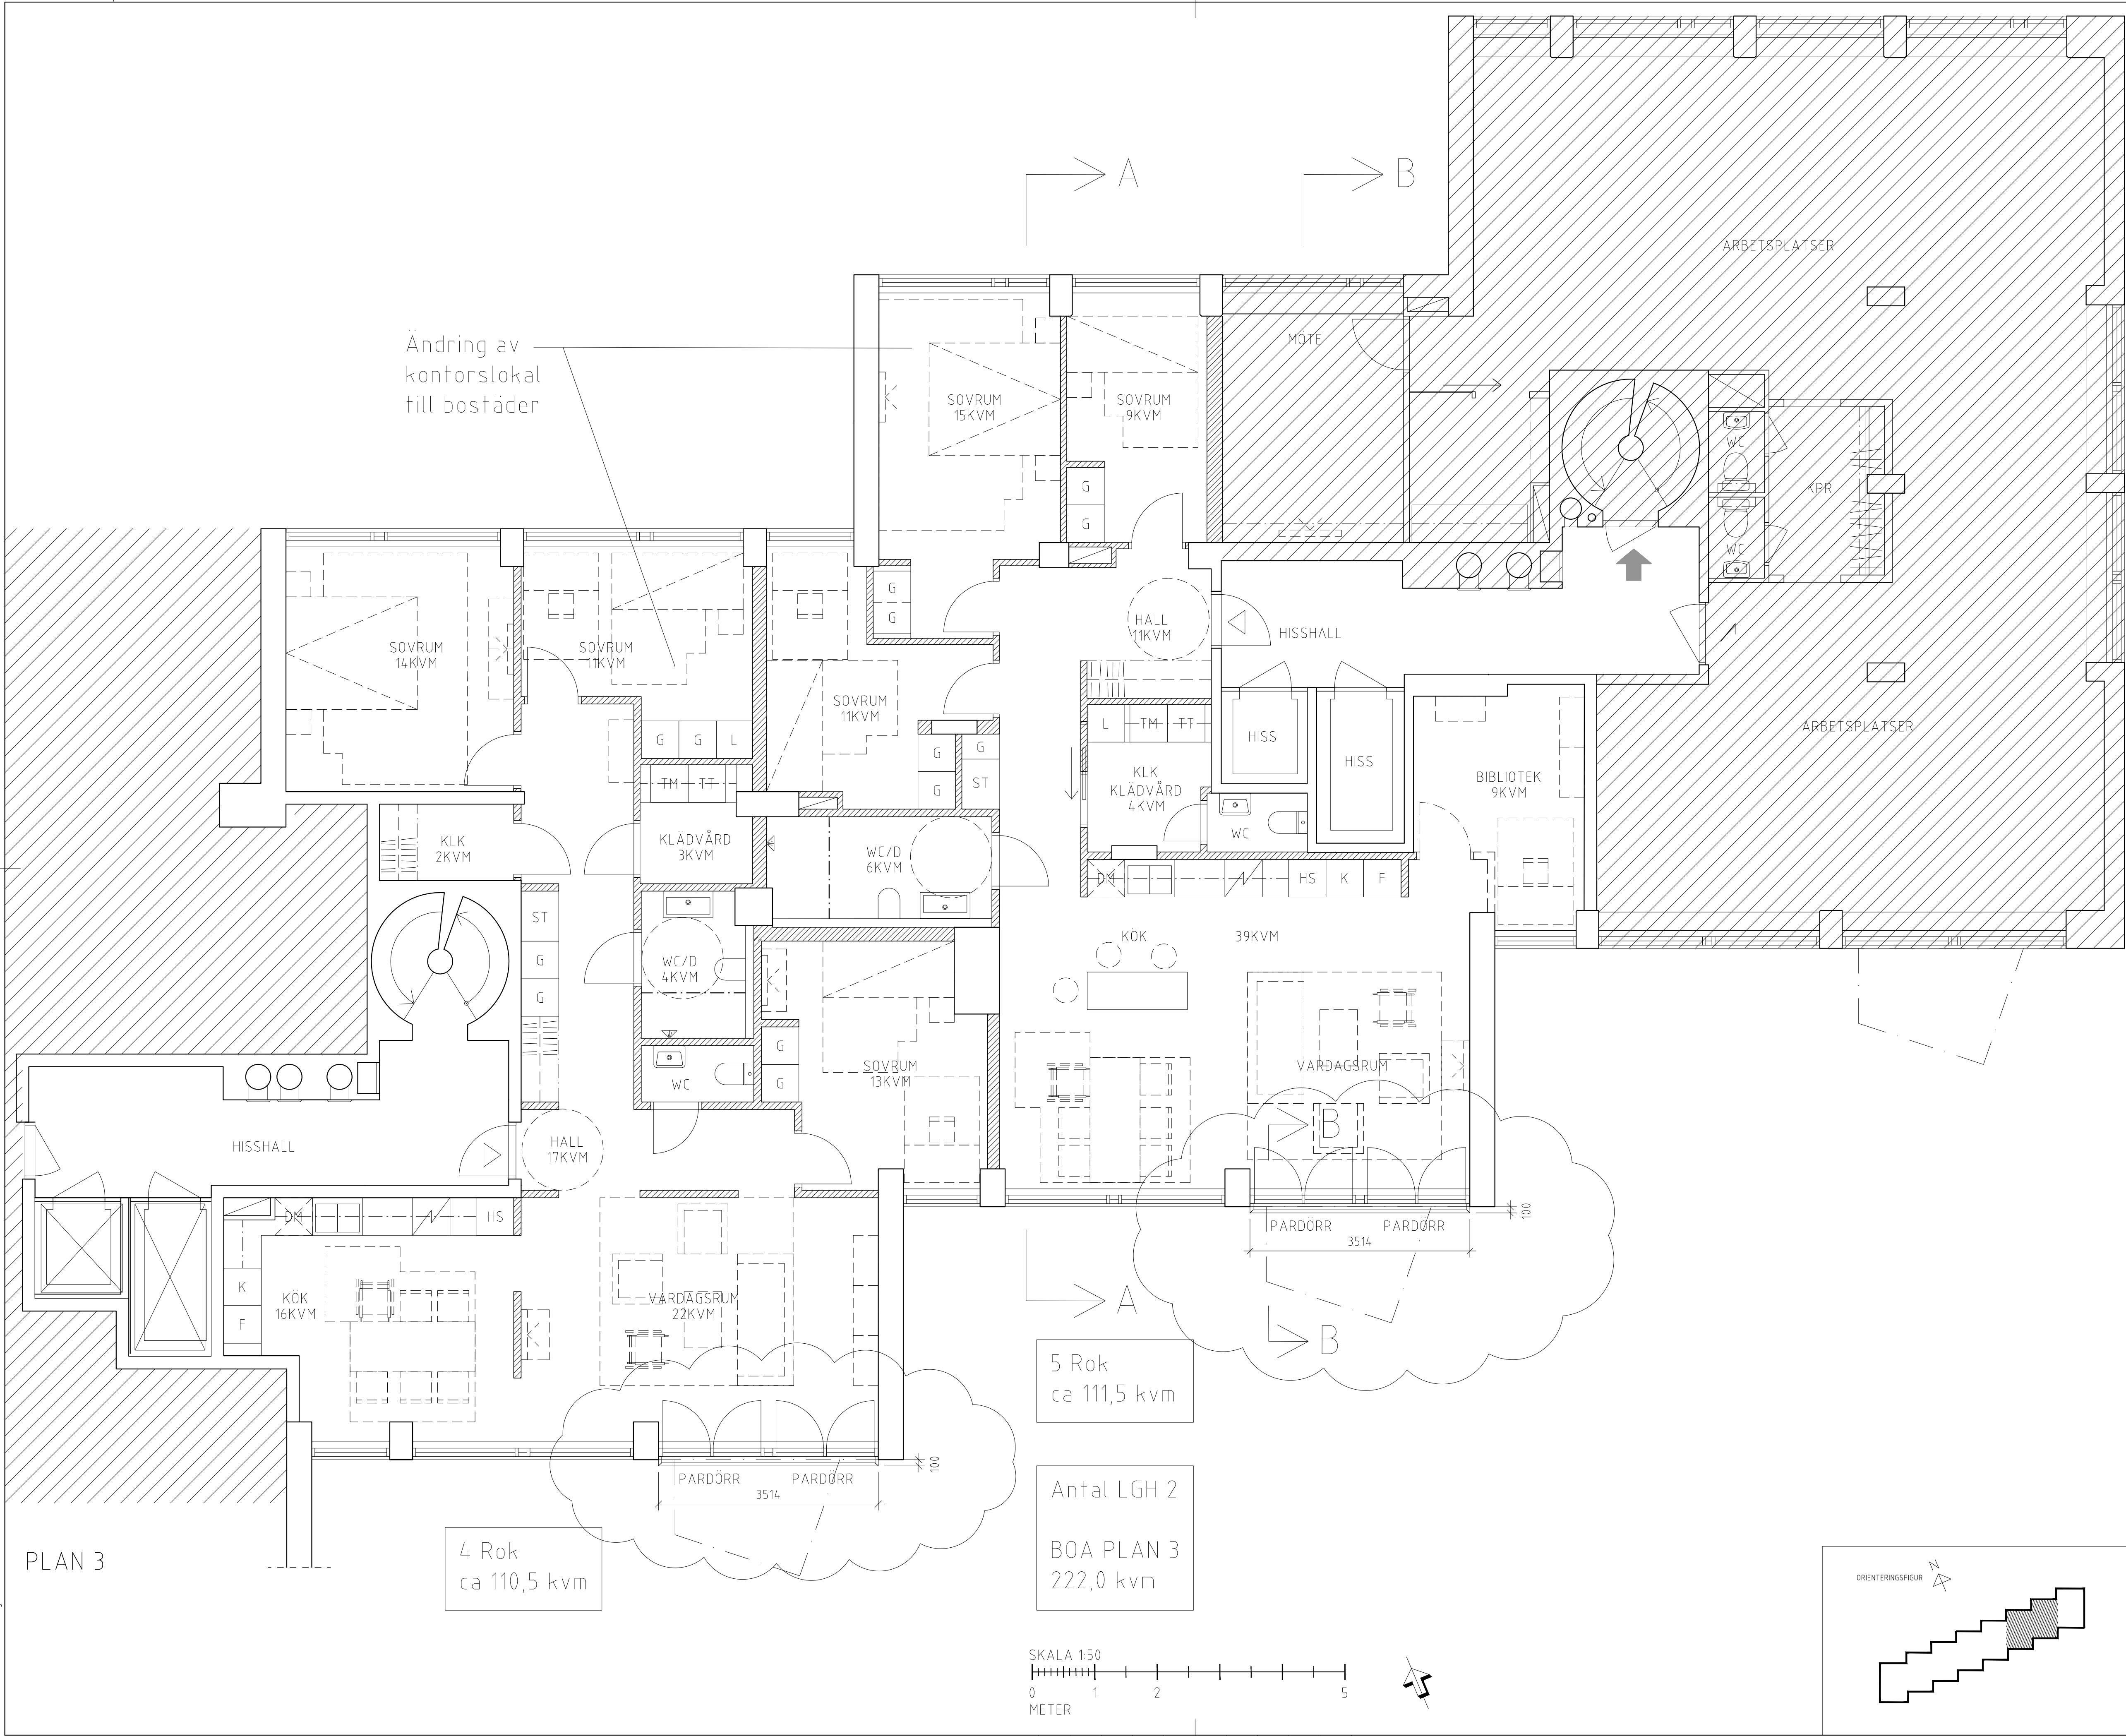 A
B
ARBETSPLATSER
Ändring av
kontorslokal
till bostäder
MÖTE
SOVRUM
15KVM
SOVRUM
9KVM
G
G
WC
KPR
WC
G
G
HALL
11KVM
HISSHALL
SOVRUM
14KVM
SOVRUM
11KVM
SOVRUM
11KVM
G
G
L
G
G
G
ST
L
TM
TT
HISS
HISS
ARBETSPLATSER
TM
TT
KLK
KLÄDVÅRD
4KVM
BIBLIOTEK
9KVM
KLK
2KVM
KLÄDVÅRD
3KVM
WC/D
6KVM
WC
DM
HS
K
F
ST
G
G
WC/D
4KVM
KÖK
39KVM
G
G
SOVRUM
13KVM
WC
VARDAGSRUM
B
HISSHALL
HALL
17KVM
DM
HS
PARDÖRR
PARDÖRR
3514
100
K
F
KÖK
16KVM
VARDAGSRUM
22KVM
A
B
5 Rok
ca 111,5 kvm
PARDÖRR
PARDÖRR
3514
100
Antal LGH 2
BOA PLAN 3
222,0 kvm
4 Rok
ca 110,5 kvm
PLAN 3
ORIENTERINGSFIGUR
N
SKALA 1:50
0
1
2
5
METER